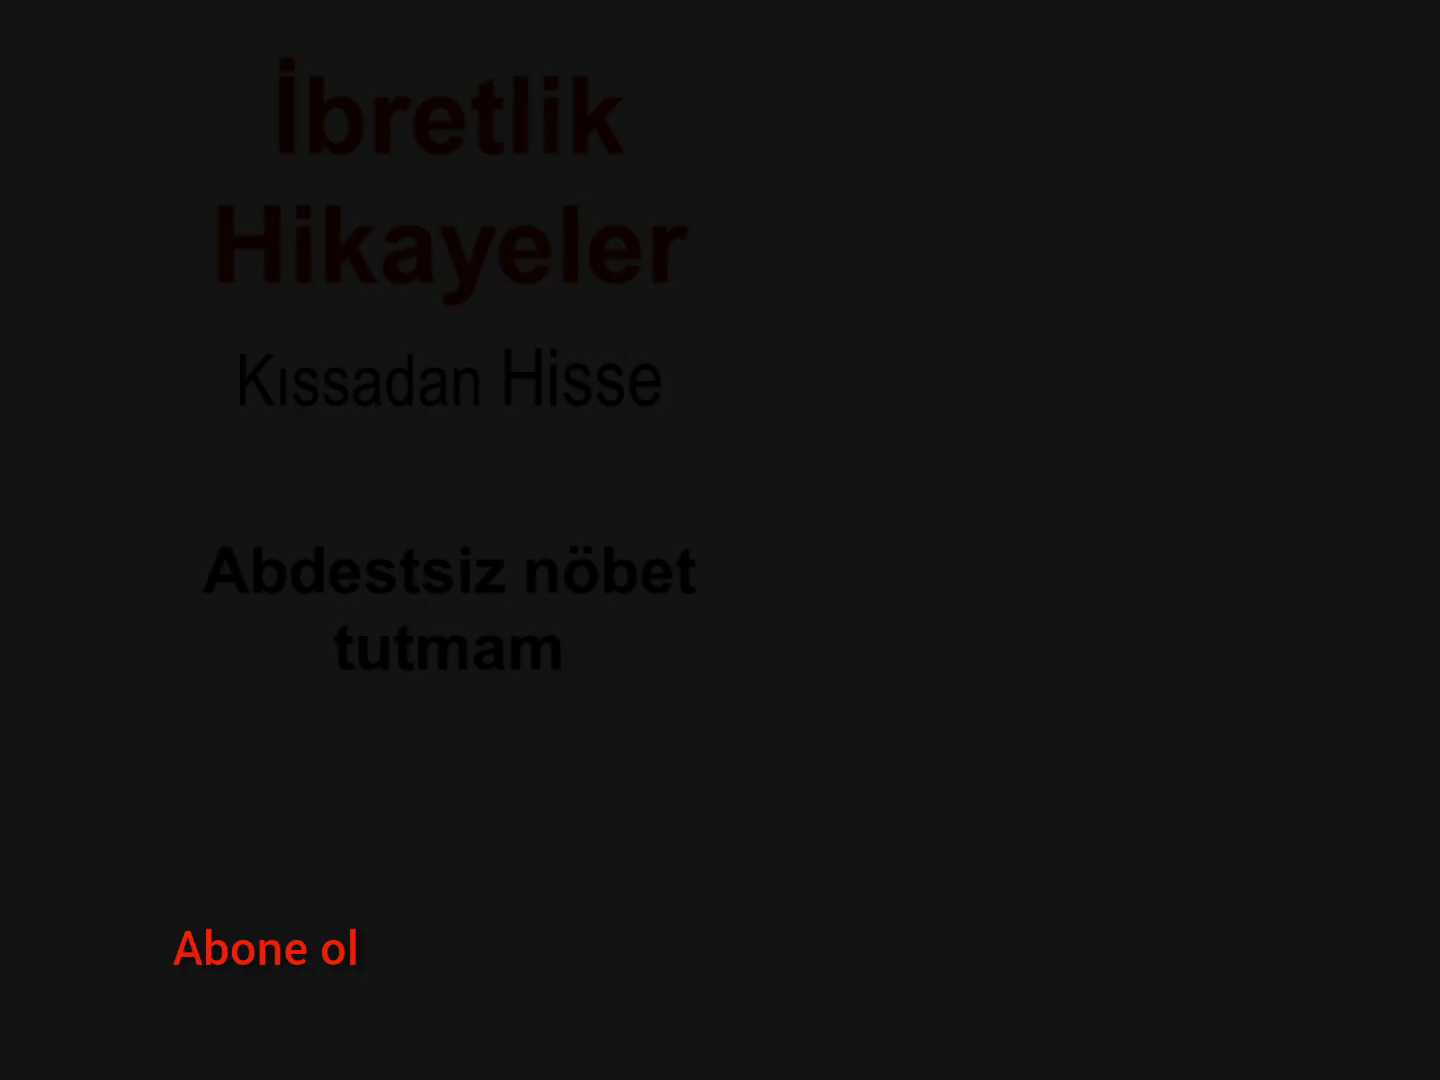 İbretlik
Hikayeler
Kıssadan Hisse
Abdestsiz nöbet
tutmam
Abone ol